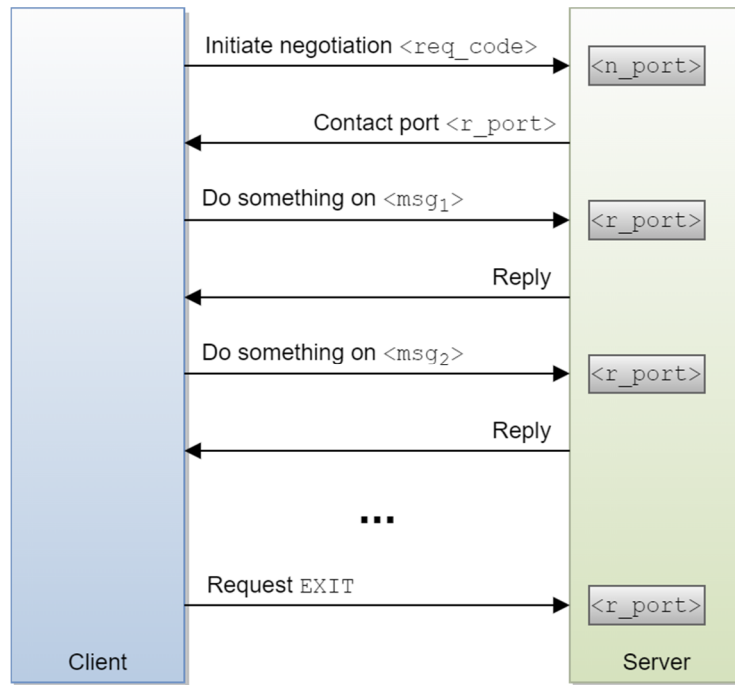 Initiate negotiation <req_code>
<n_port>
Contact port <r_port>
Do something on <msg1>
<r_port>
Reply
Do something on <msg2>
<r_port>
Reply
...
Request EXIT
<r_port>
Client
Server